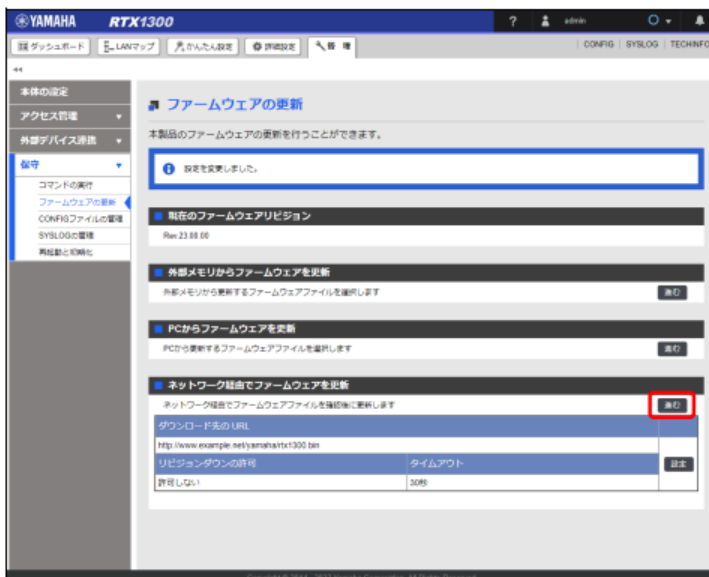 YAMAHA RTX1300
? admin
ダッシュボード LANマップ かんたん設定 詳細設定 管理 CONFIG SYSLOG TECHINFO
本体の設定
アクセス管理
外部デバイス連携
保守
コマンドの実行
ファームウェアの更新
CONFIGファイルの管理
SYSLOGの管理
再起動と初期化
ファームウェアの更新
本製品のファームウェアの更新を行うことができます。
設定を変更しました。
現在のファームウェアリビジョン
Rev.23.00.00
外部メモリからファームウェアを更新
外部メモリから更新するファームウェアファイルを選択します 進む
PCからファームウェアを更新
PCから更新するファームウェアファイルを選択します 進む
ネットワーク経由でファームウェアを更新
ネットワーク経由でファームウェアファイルを確認後に更新します 進む
ダウンロード先の URL
http://www.example.net/yamaha/rtx1300.bin
リビジョンダウンの許可 タイムアウト 設定
許可しない 30秒